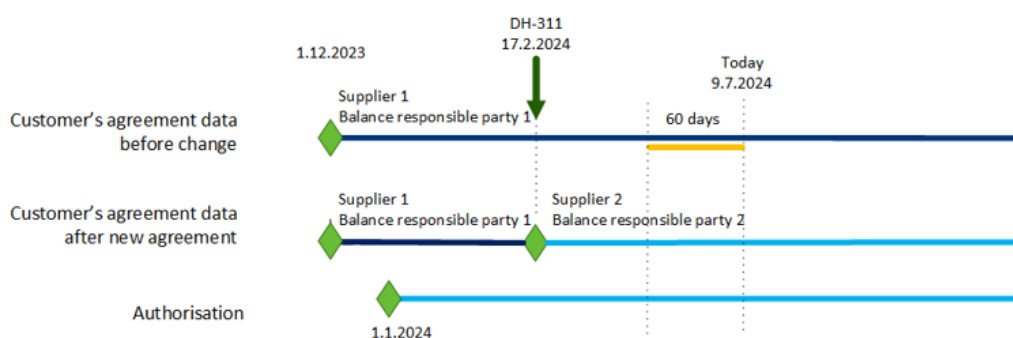 DH-311
17.2.2024
1.12.2023
Today
9.7.2024
Supplier 1
Balance responsible party 1
60 days
Customer's agreement data
before change
Supplier 1
Balance responsible party 1
Supplier 2
Balance responsible party 2
Customer's agreement data
after new agreement
Authorisation
1.1.2024